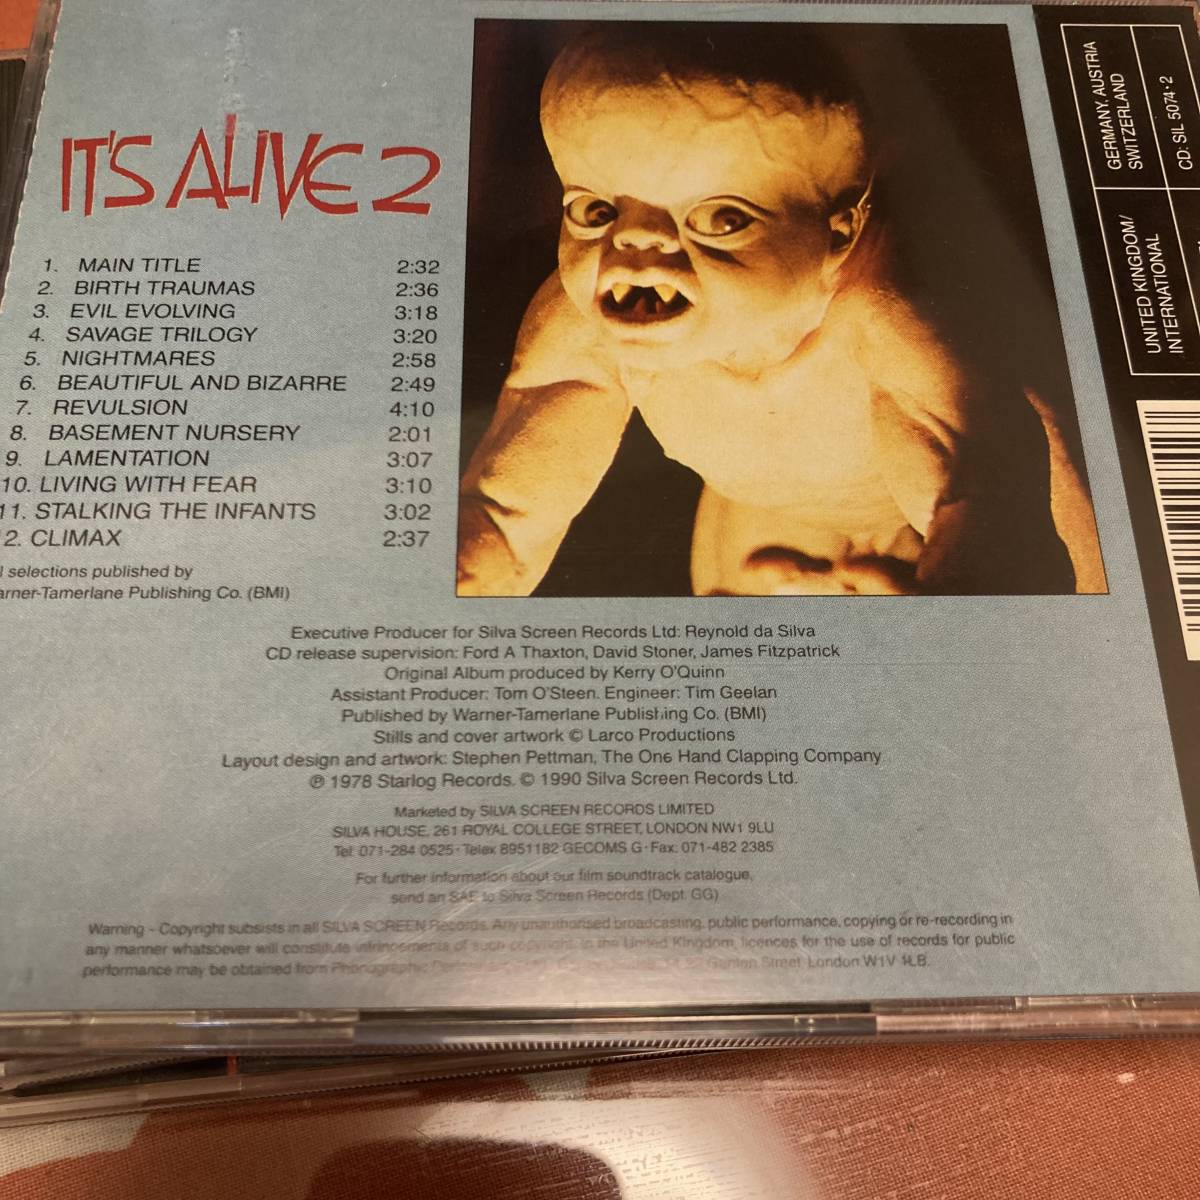 IT'S ALIVE 2
1. MAIN TITLE 2:32
2. BIRTH TRAUMAS 2:36
3. EVIL EVOLVING 3:18
4. SAVAGE TRILOGY 3:20
5. NIGHTMARES 2:58
6. BEAUTIFUL AND BIZARRE 2:49
7. REVULSION 4:10
8. BASEMENT NURSERY 2:01
9. LAMENTATION 3:07
10. LIVING WITH FEAR 3:10
11. STALKING THE INFANTS 3:02
2. CLIMAX 2:37
l selections published by
arner-Tamerlane Publishing Co. (BMI)
GERMANY, AUSTRIA
SWITZERLAND
CD: SIL 5074-2
UNITED KINGDOM/
INTERNATIONAL
Executive Producer for Silva Screen Records Ltd: Reynold da Silva
CD release supervision: Ford A Thaxton, David Stoner, James Fitzpatrick
Original Album produced by Kerry O'Quinn
Assistant Producer: Tom O'Steen. Engineer: Tim Geelan
Published by Warner-Tamerlane Publishing Co. (BMI)
Stills and cover artwork © Larco Productions
Layout design and artwork: Stephen Pettman, The One Hand Clapping Company
℗ 1978 Starlog Records. © 1990 Silva Screen Records Ltd.
Marketed by SILVA SCREEN RECORDS LIMITED
SILVA HOUSE, 261 ROYAL COLLEGE STREET, LONDON NW1 9LU
Tel: 071-284 0525 · Telex 8951182 GECOMS G · Fax: 071-482 2385
For further information about our film soundtrack catalogue,
send an SAE to Silva Screen Records (Dept. GG)
Warning - Copyright subsists in all SILVA SCREEN Records. Any unauthorised broadcasting, public performance, copying or re-recording in
any manner whatsoever will constitute infringements of such copyright. In the United Kingdom, licences for the use of records for public
performance may be obtained from Phonographic Ganton Street, London W1V 1LB.